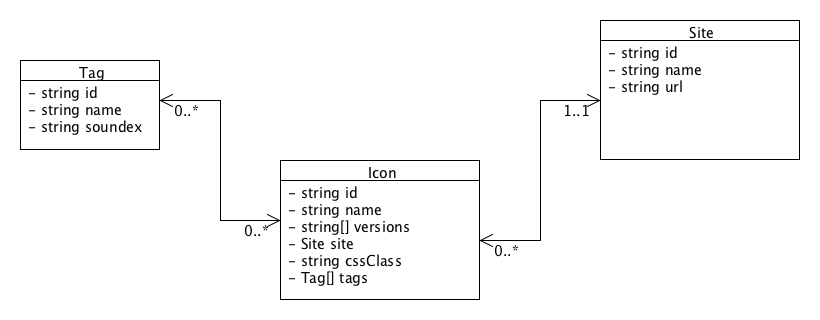 Tag
- string id
- string name
- string soundex
0..*
0..*
Icon
- string id
- string name
- string[] versions
- Site site
- string cssClass
- Tag[] tags
0..*
1..1
Site
- string id
- string name
- string url